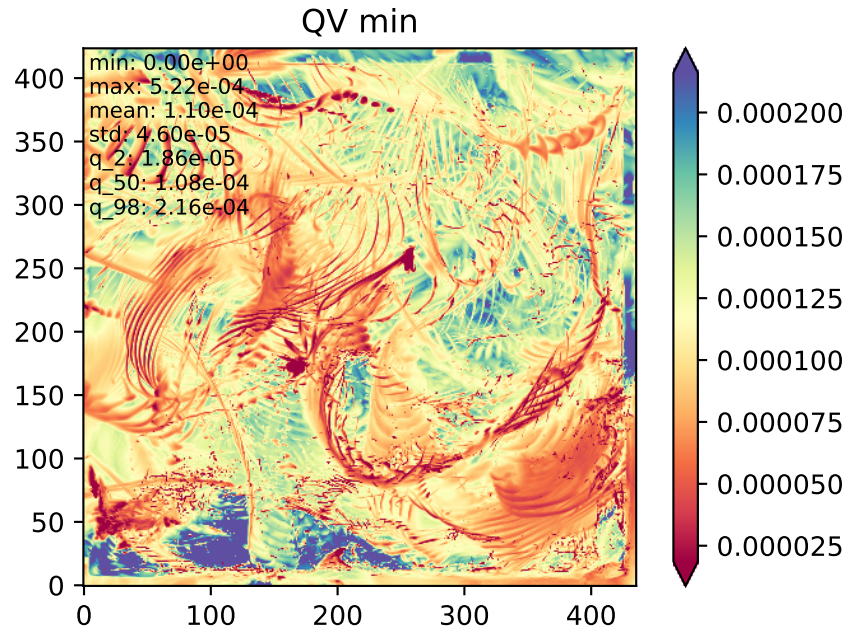 QV min
min: 0.00e+00
max: 5.22e-04
mean: 1.10e-04
std: 4.60e-05
q_2: 1.86e-05
q_50: 1.08e-04
q_98: 2.16e-04
400
350
300
250
200
150
100
50
0
0 100 200 300 400
0.000200
0.000175
0.000150
0.000125
0.000100
0.000075
0.000050
0.000025